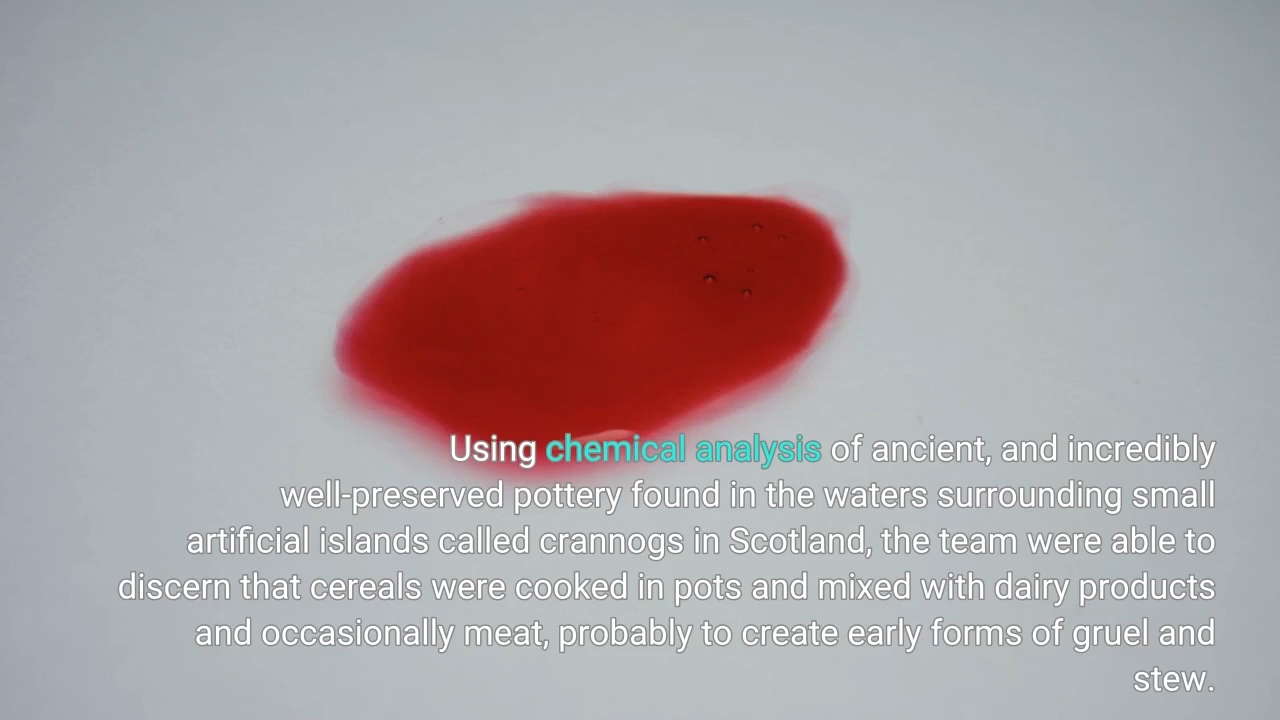 Using chemical analysis of ancient, and incredibly
well-preserved pottery found in the waters surrounding small
artificial islands called crannogs in Scotland, the team were able to
discern that cereals were cooked in pots and mixed with dairy products
and occasionally meat, probably to create early forms of gruel and
stew.